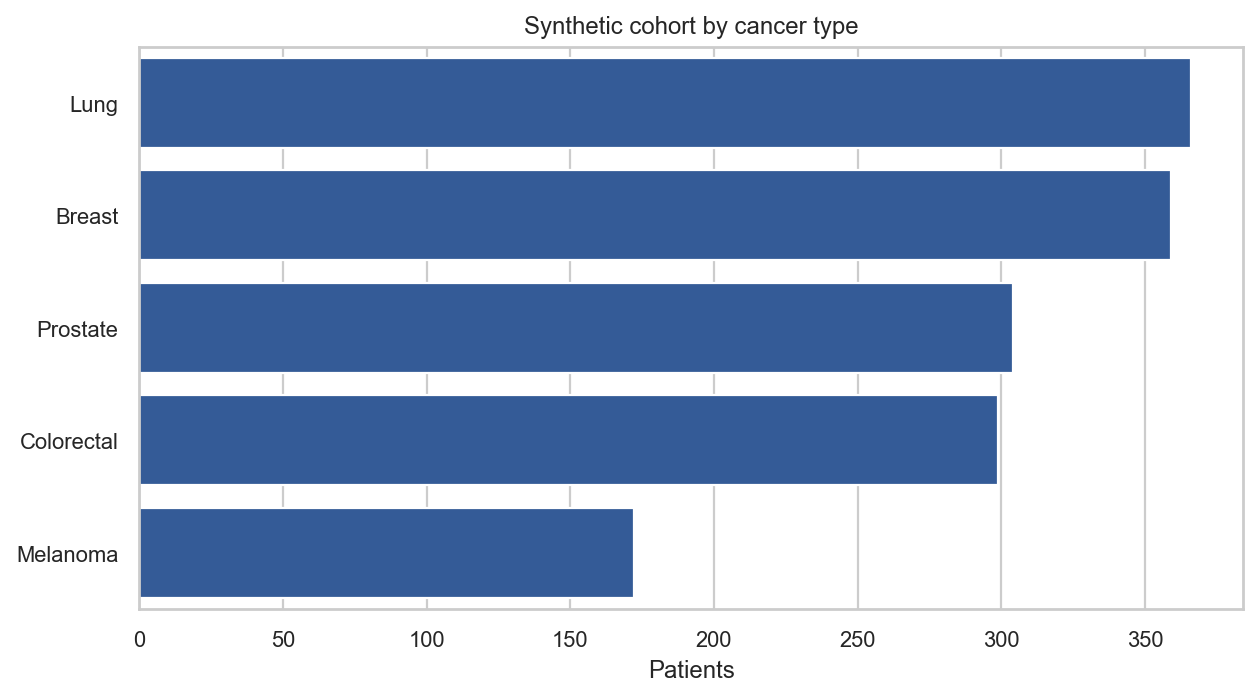 Synthetic cohort by cancer type
Lung
Breast
Prostate
Colorectal
Melanoma
0 50 100 150 200 250 300 350
Patients